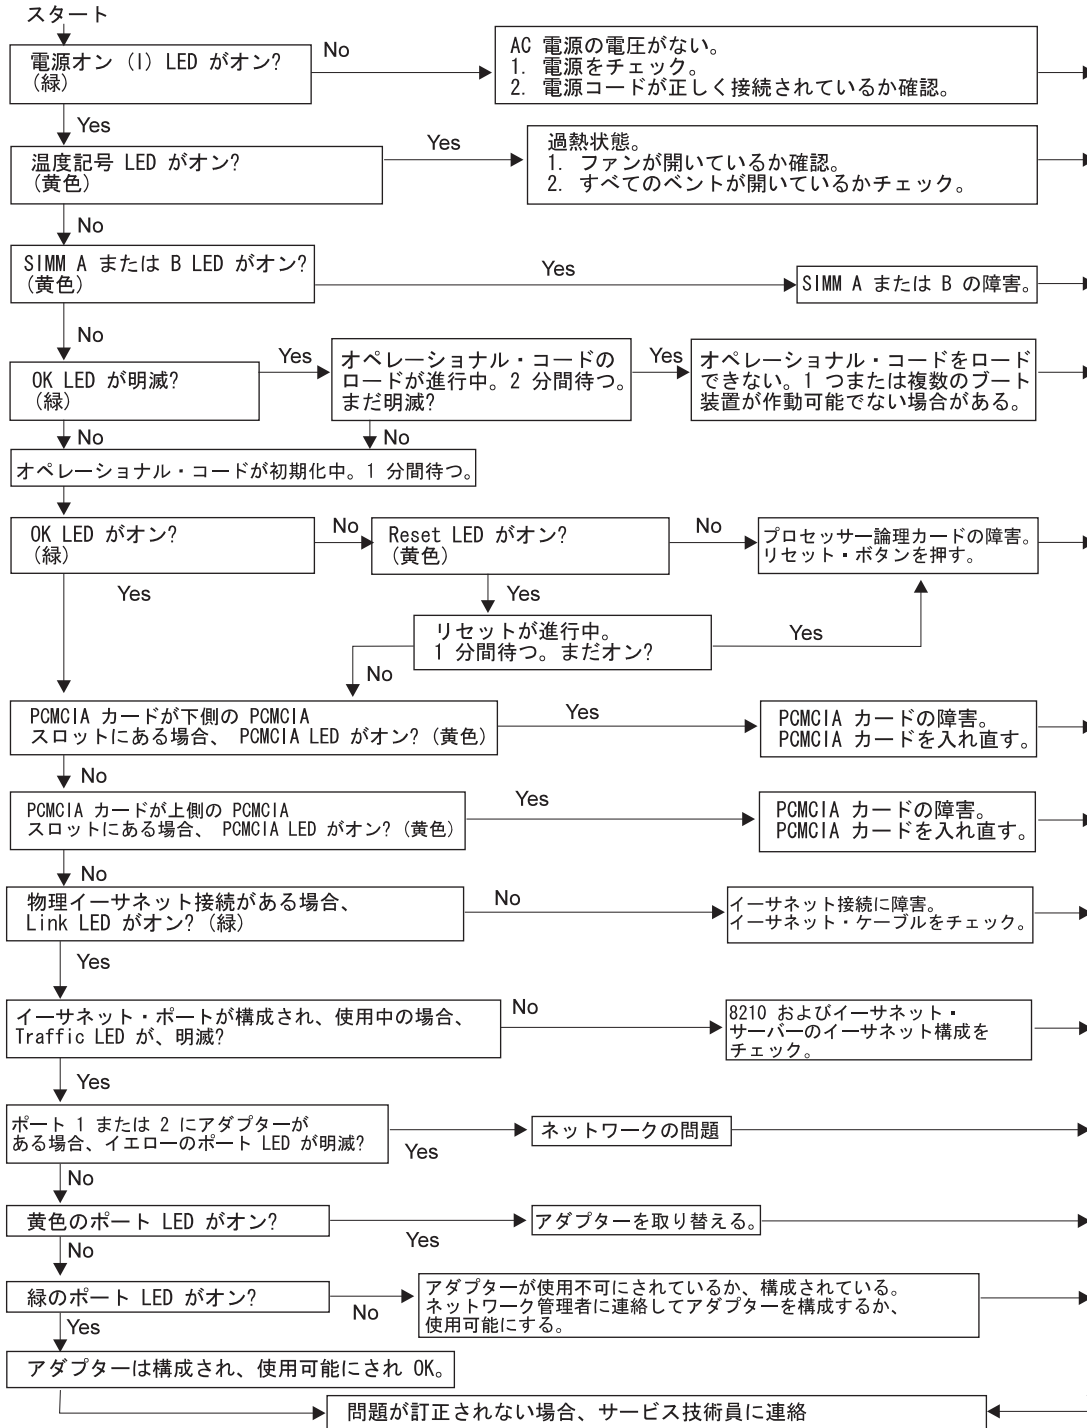 スタート
電源オン (I) LED がオン?
(緑)
No
AC 電源の電圧がない。
1. 電源をチェック。
2. 電源コードが正しく接続されているか確認。
Yes
温度記号 LED がオン?
(黄色)
Yes
過熱状態。
1. ファンが開いているか確認。
2. すべてのベントが開いているかチェック。
No
SIMM A または B LED がオン?
(黄色)
Yes
SIMM A または B の障害。
No
OK LED が明滅?
(緑)
Yes
オペレーショナル・コードの
ロードが進行中。2 分間待つ。
まだ明滅?
Yes
オペレーショナル・コードをロード
できない。1 つまたは複数のブート
装置が作動可能でない場合がある。
No
No
オペレーショナル・コードが初期化中。1 分間待つ。
OK LED がオン?
(緑)
No
Reset LED がオン?
(黄色)
No
プロセッサー論理カードの障害。
リセット・ボタンを押す。
Yes
Yes
リセットが進行中。
1 分間待つ。まだオン?
Yes
No
PCMCIA カードが下側の PCMCIA
スロットにある場合、 PCMCIA LED がオン? (黄色)
Yes
PCMCIA カードの障害。
PCMCIA カードを入れ直す。
No
PCMCIA カードが上側の PCMCIA
スロットにある場合、 PCMCIA LED がオン? (黄色)
Yes
PCMCIA カードの障害。
PCMCIA カードを入れ直す。
No
物理イーサネット接続がある場合、
Link LED がオン? (緑)
No
イーサネット接続に障害。
イーサネット・ケーブルをチェック。
Yes
イーサネット・ポートが構成され、使用中の場合、
Traffic LED が、明滅?
No
8210 およびイーサネット・
サーバーのイーサネット構成を
チェック。
Yes
ポート 1 または 2 にアダプターが
ある場合、イエローのポート LED が明滅?
Yes
ネットワークの問題
No
黄色のポート LED がオン?
Yes
アダプターを取り替える。
No
緑のポート LED がオン?
No
アダプターが使用不可にされているか、構成されている。
ネットワーク管理者に連絡してアダプターを構成するか、
使用可能にする。
Yes
アダプターは構成され、使用可能にされ OK。
問題が訂正されない場合、サービス技術員に連絡